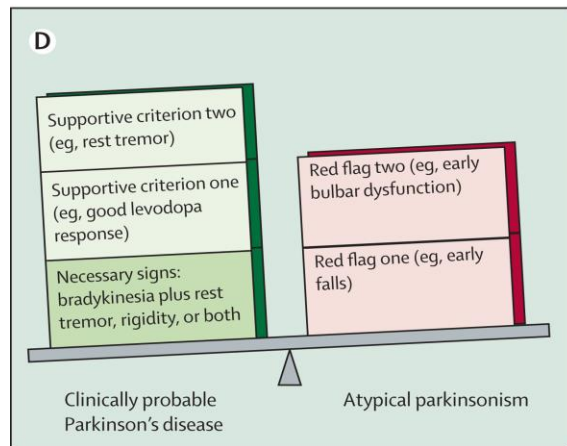 D
Supportive criterion two
(eg, rest tremor)
Supportive criterion one
(eg, good levodopa
response)
Necessary signs:
bradykinesia plus rest
tremor, rigidity, or both
Red flag two (eg, early
bulbar dysfunction)
Red flag one (eg, early
falls)
Clinically probable
Parkinson's disease
Atypical parkinsonism